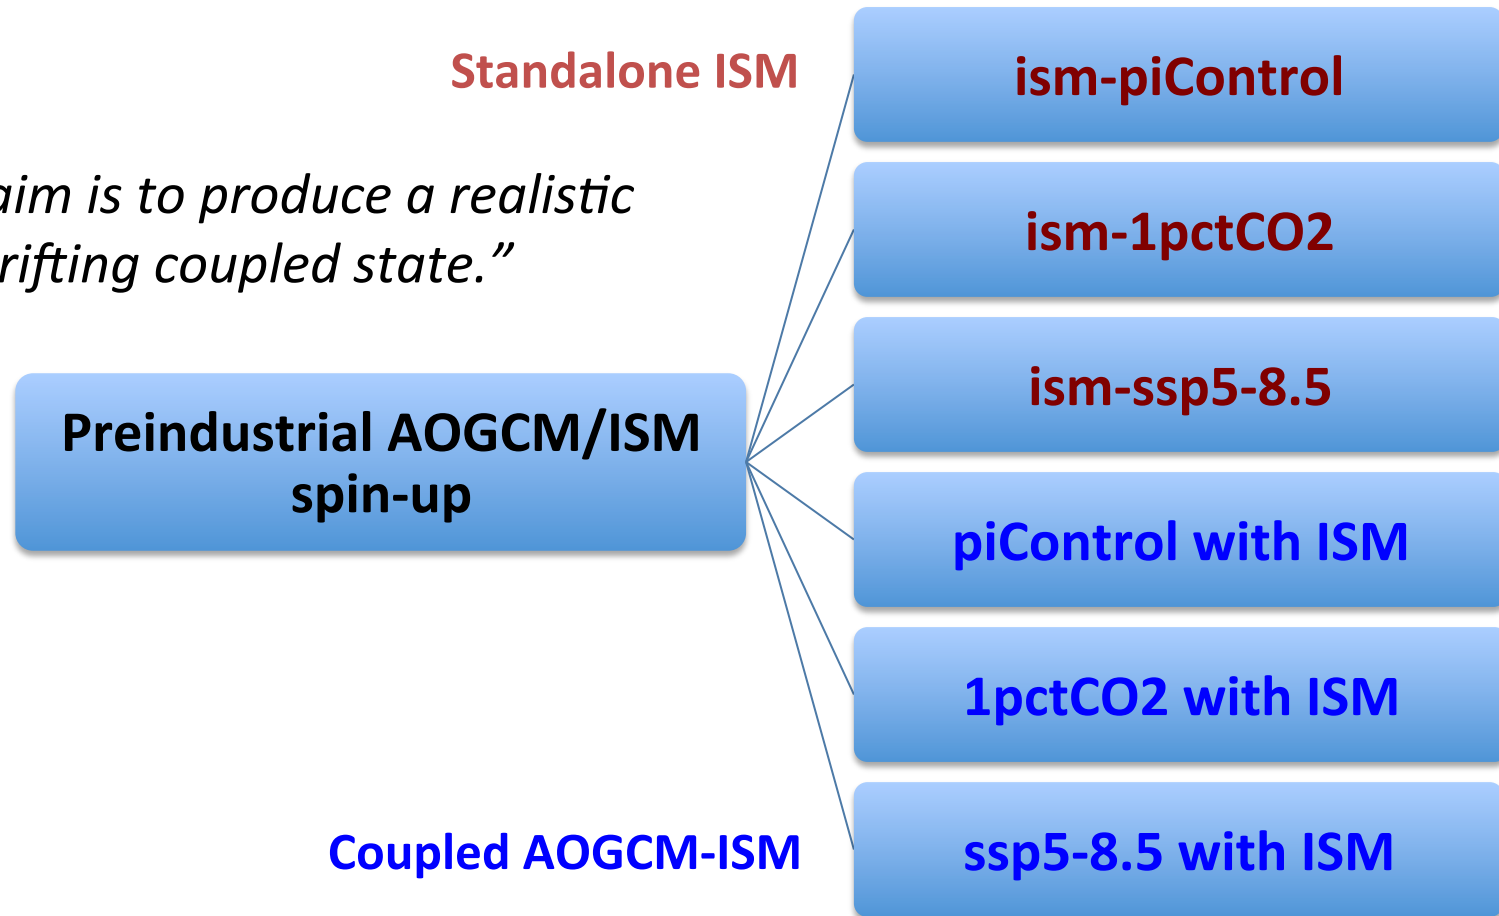 Standalone ISM
ism-piControl
aim is to produce a realistic
rifting coupled state.”
ism-1pctCO2
ism-ssp5-8.5
Preindustrial AOGCM/ISM
spin-up
piControl with ISM
1pctCO2 with ISM
Coupled AOGCM-ISM
ssp5-8.5 with ISM